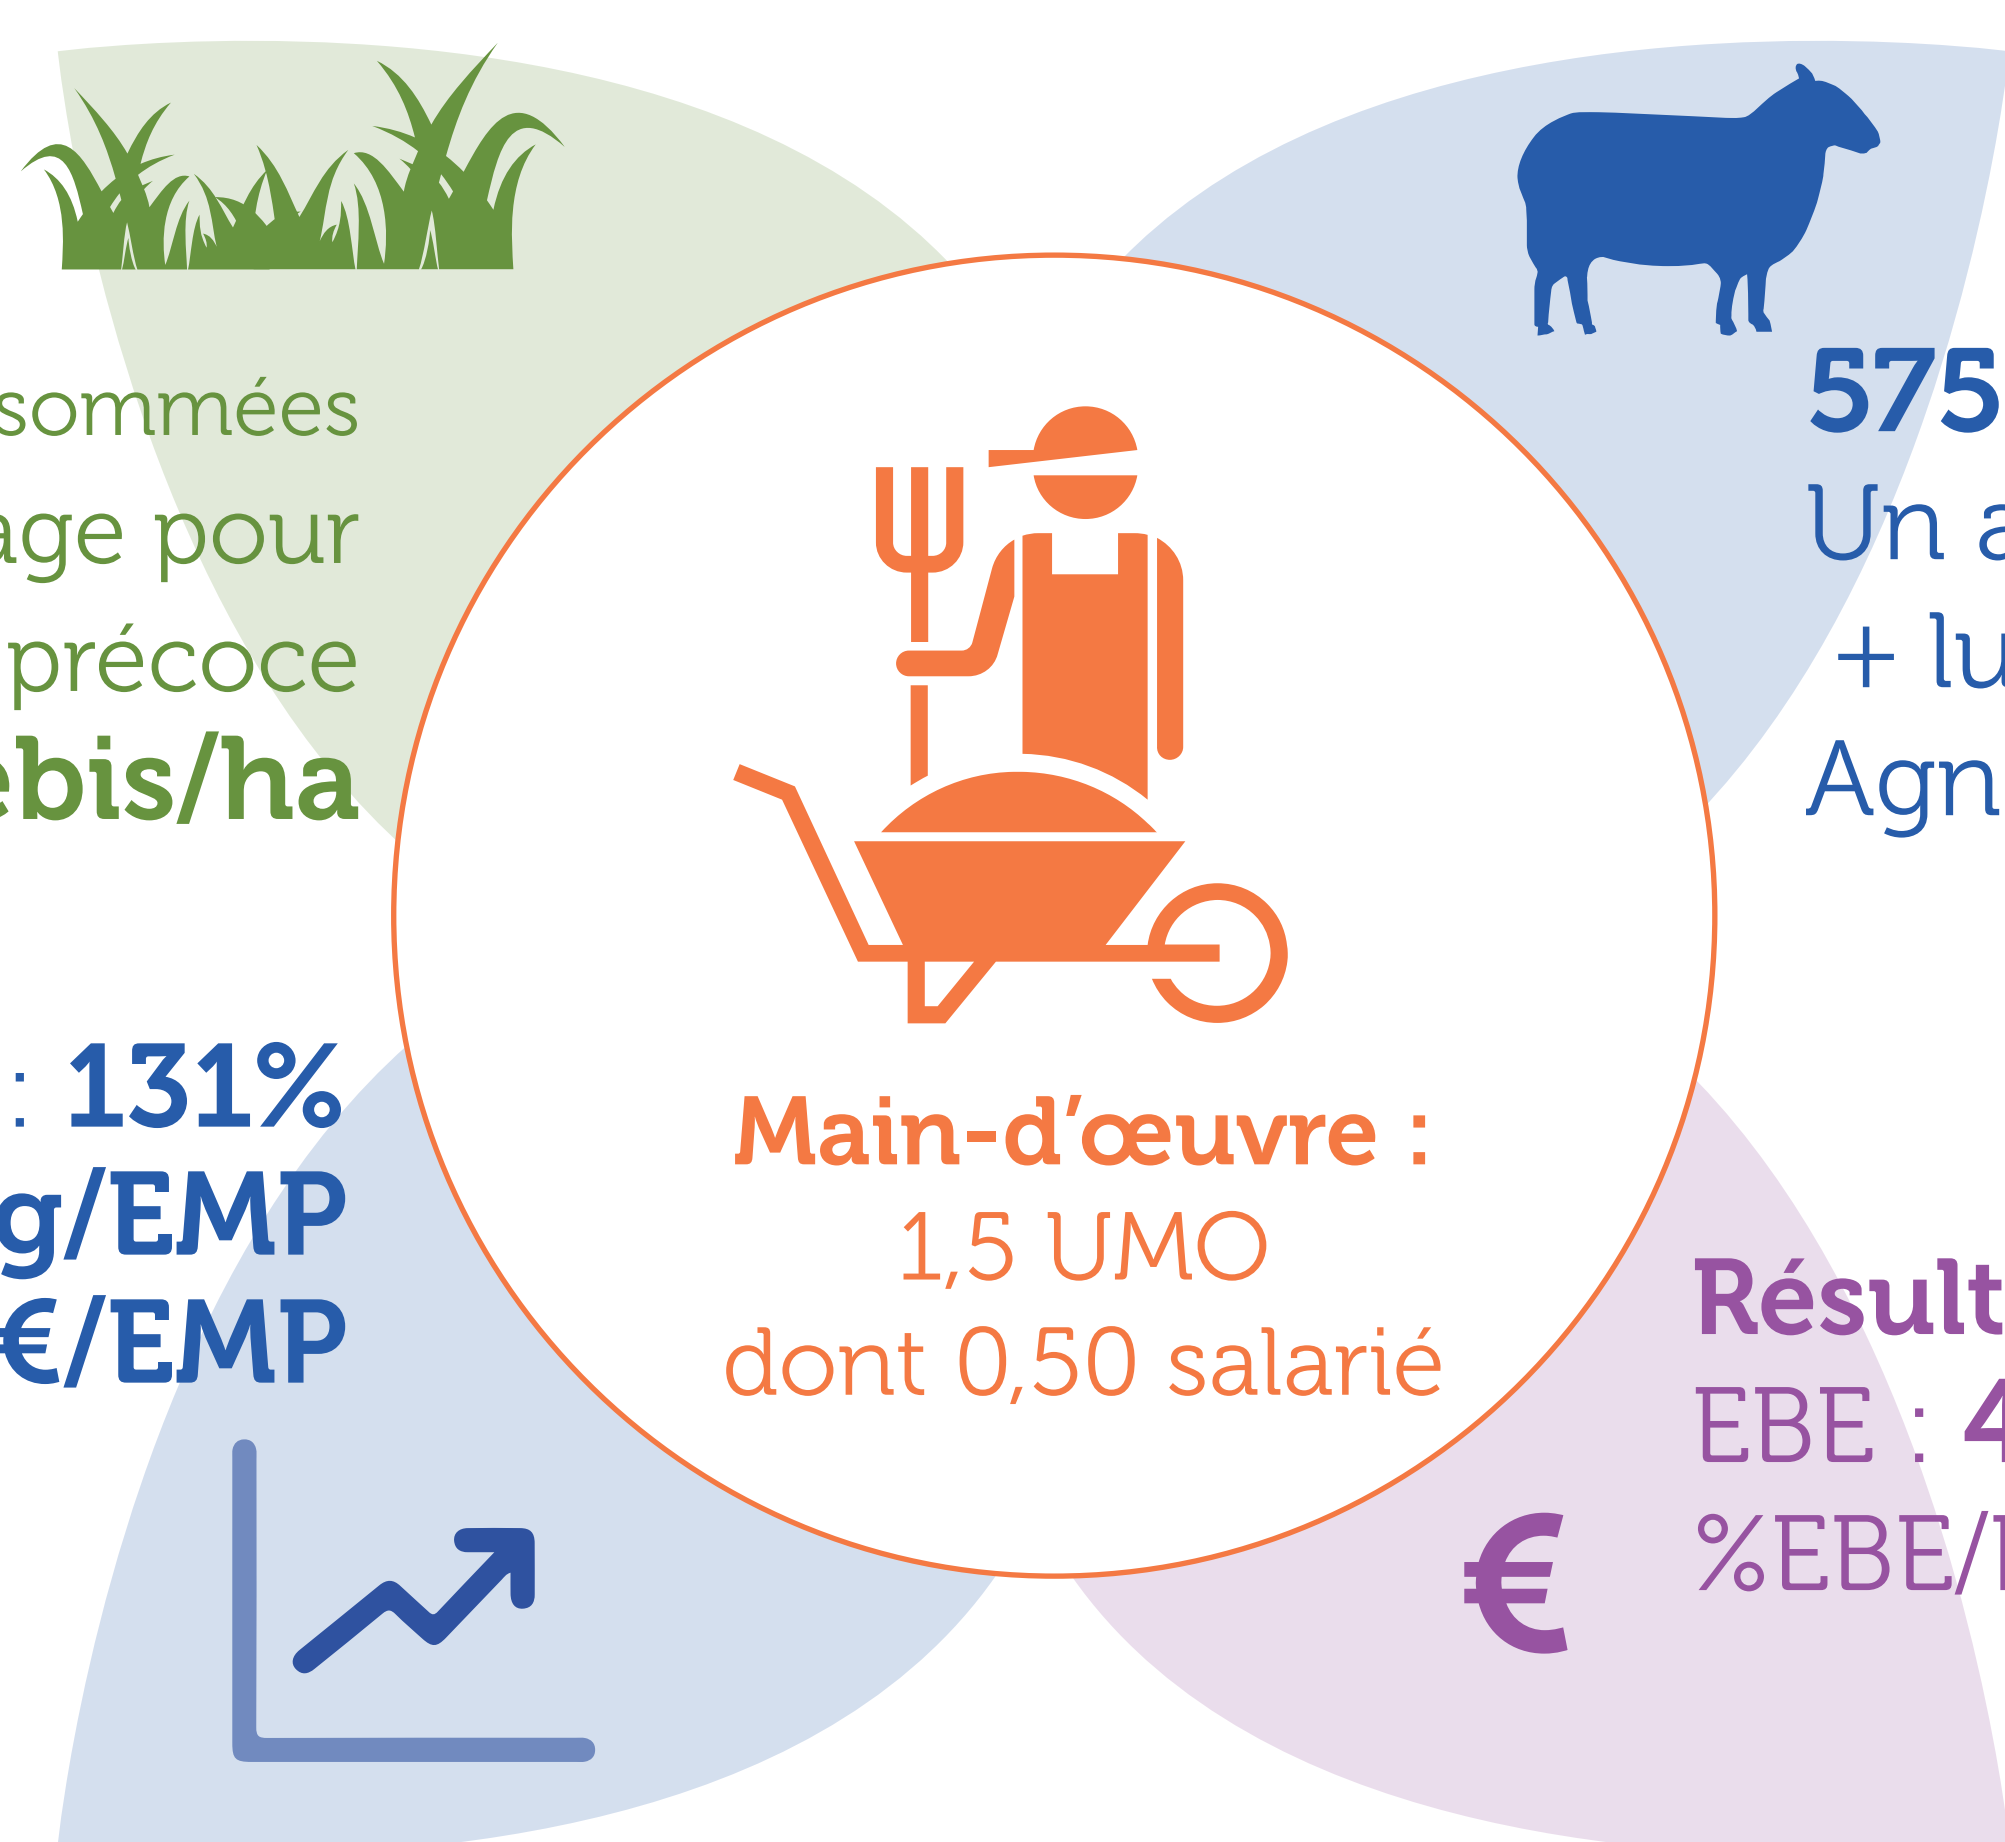 sommées
age pour
précoce
ebis/ha
575
Un a
+ lu
Agn
: 131%
g/EMP
€/EMP
Main-d’œuvre :
1,5 UMO
dont 0,50 salarié
Résult
EBE : 4
%EBE/
€